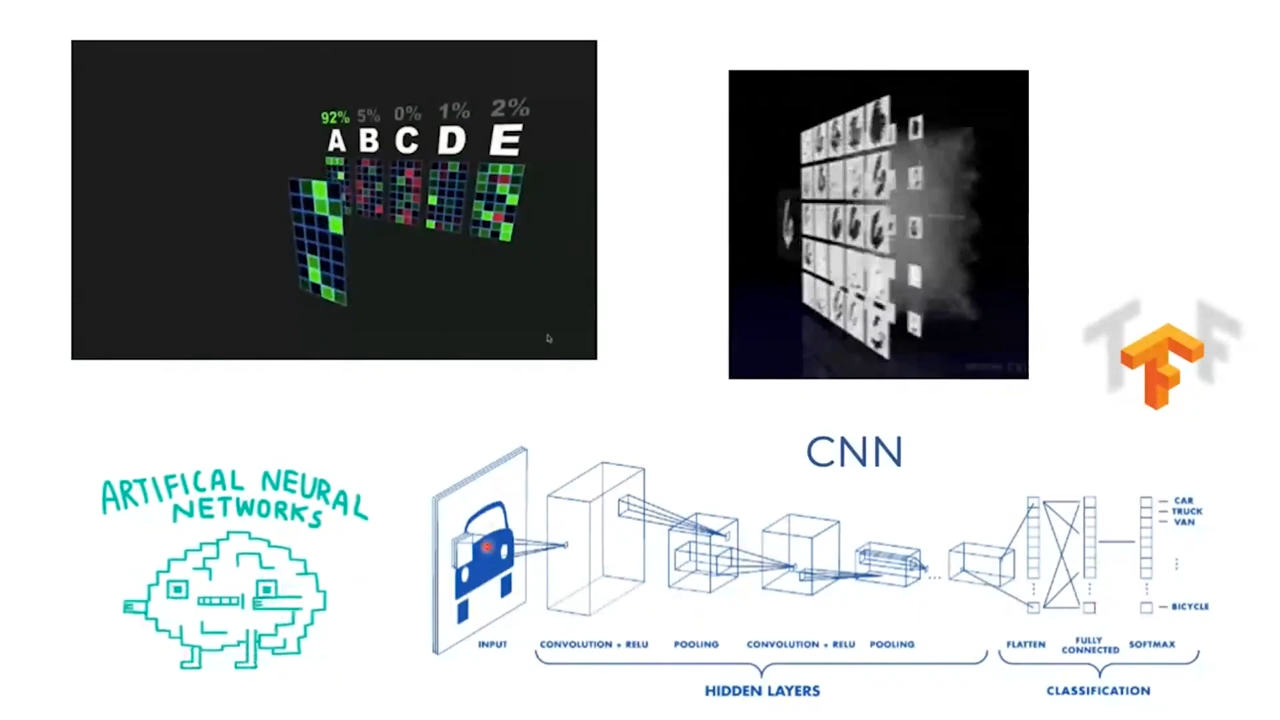 92% 5% 0% 1% 2%
A B C D E
ARTIFICAL NEURAL
NETWORKS
CNN
CAR
TRUCK
VAN
BICYCLE
INPUT CONVOLUTION + RELU POOLING CONVOLUTION + RELU POOLING FLATTEN FULLY CONNECTED SOFTMAX
HIDDEN LAYERS CLASSIFICATION